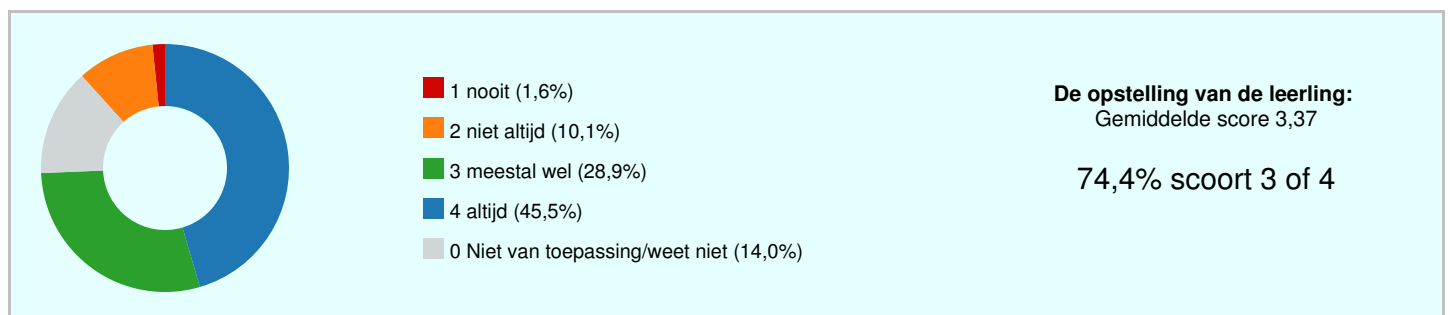 1 nooit (1,6%)
2 niet altijd (10,1%)
3 meestal wel (28,9%)
4 altijd (45,5%)
0 Niet van toepassing/weet niet (14,0%)
De opstelling van de leerling:
Gemiddelde score 3,37
74,4% scoort 3 of 4